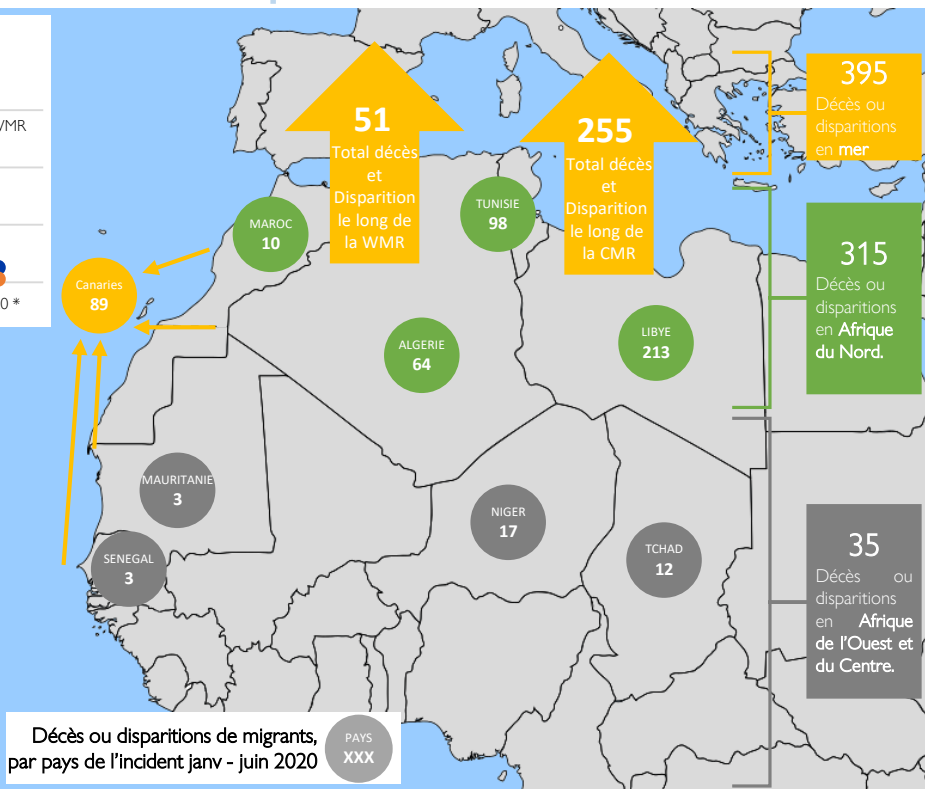 VMR
0 *
51
Total décès
et
Disparition
le long de
la WMR
255
Total décès
et
Disparition
le long de
la CMR
395
Décès ou
disparitions
en mer
TUNISIE
98
MAROC
10
Canaries
89
ALGERIE
64
LIBYE
213
315
Décès ou
disparitions
en Afrique
du Nord.
MAURITANIE
3
NIGER
17
SENEGAL
3
TCHAD
12
35
Décès ou
disparitions
en Afrique
de l'Ouest et
du Centre.
Décès ou disparitions de migrants,
par pays de l'incident janv - juin 2020
PAYS
XXX